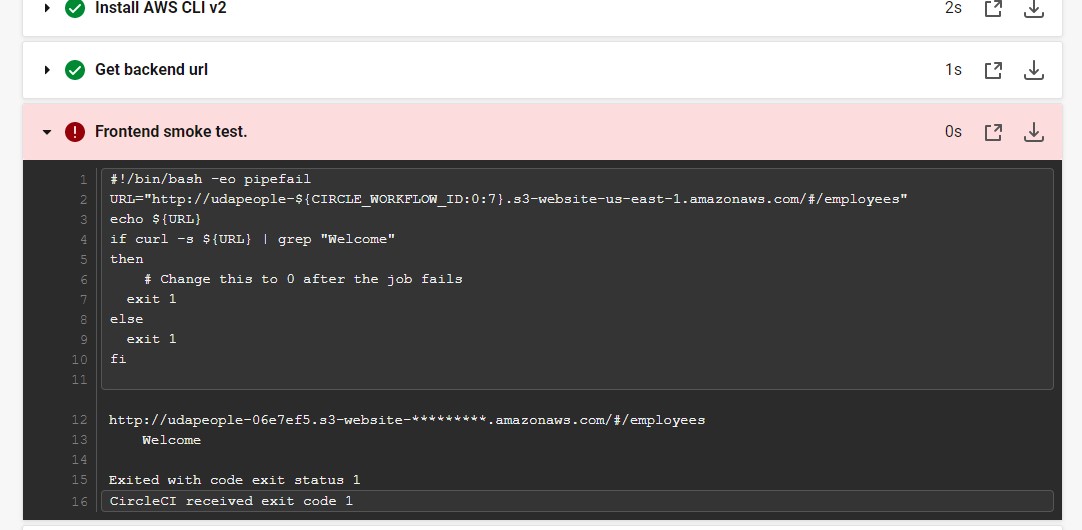 Install AWS CLI v2 2s
Get backend url 1s
Frontend smoke test. 0s
1 #!/bin/bash -eo pipefail
2 URL="http://udapeople-${CIRCLE_WORKFLOW_ID:0:7}.s3-website-us-east-1.amazonaws.com/#/employees"
3 echo ${URL}
4 if curl -s ${URL} | grep "Welcome"
5 then
6     # Change this to 0 after the job fails
7   exit 1
8 else
9   exit 1
10 fi
11
12 http://udapeople-06e7ef5.s3-website-*********.amazonaws.com/#/employees
13     Welcome
14
15 Exited with code exit status 1
16 CircleCI received exit code 1